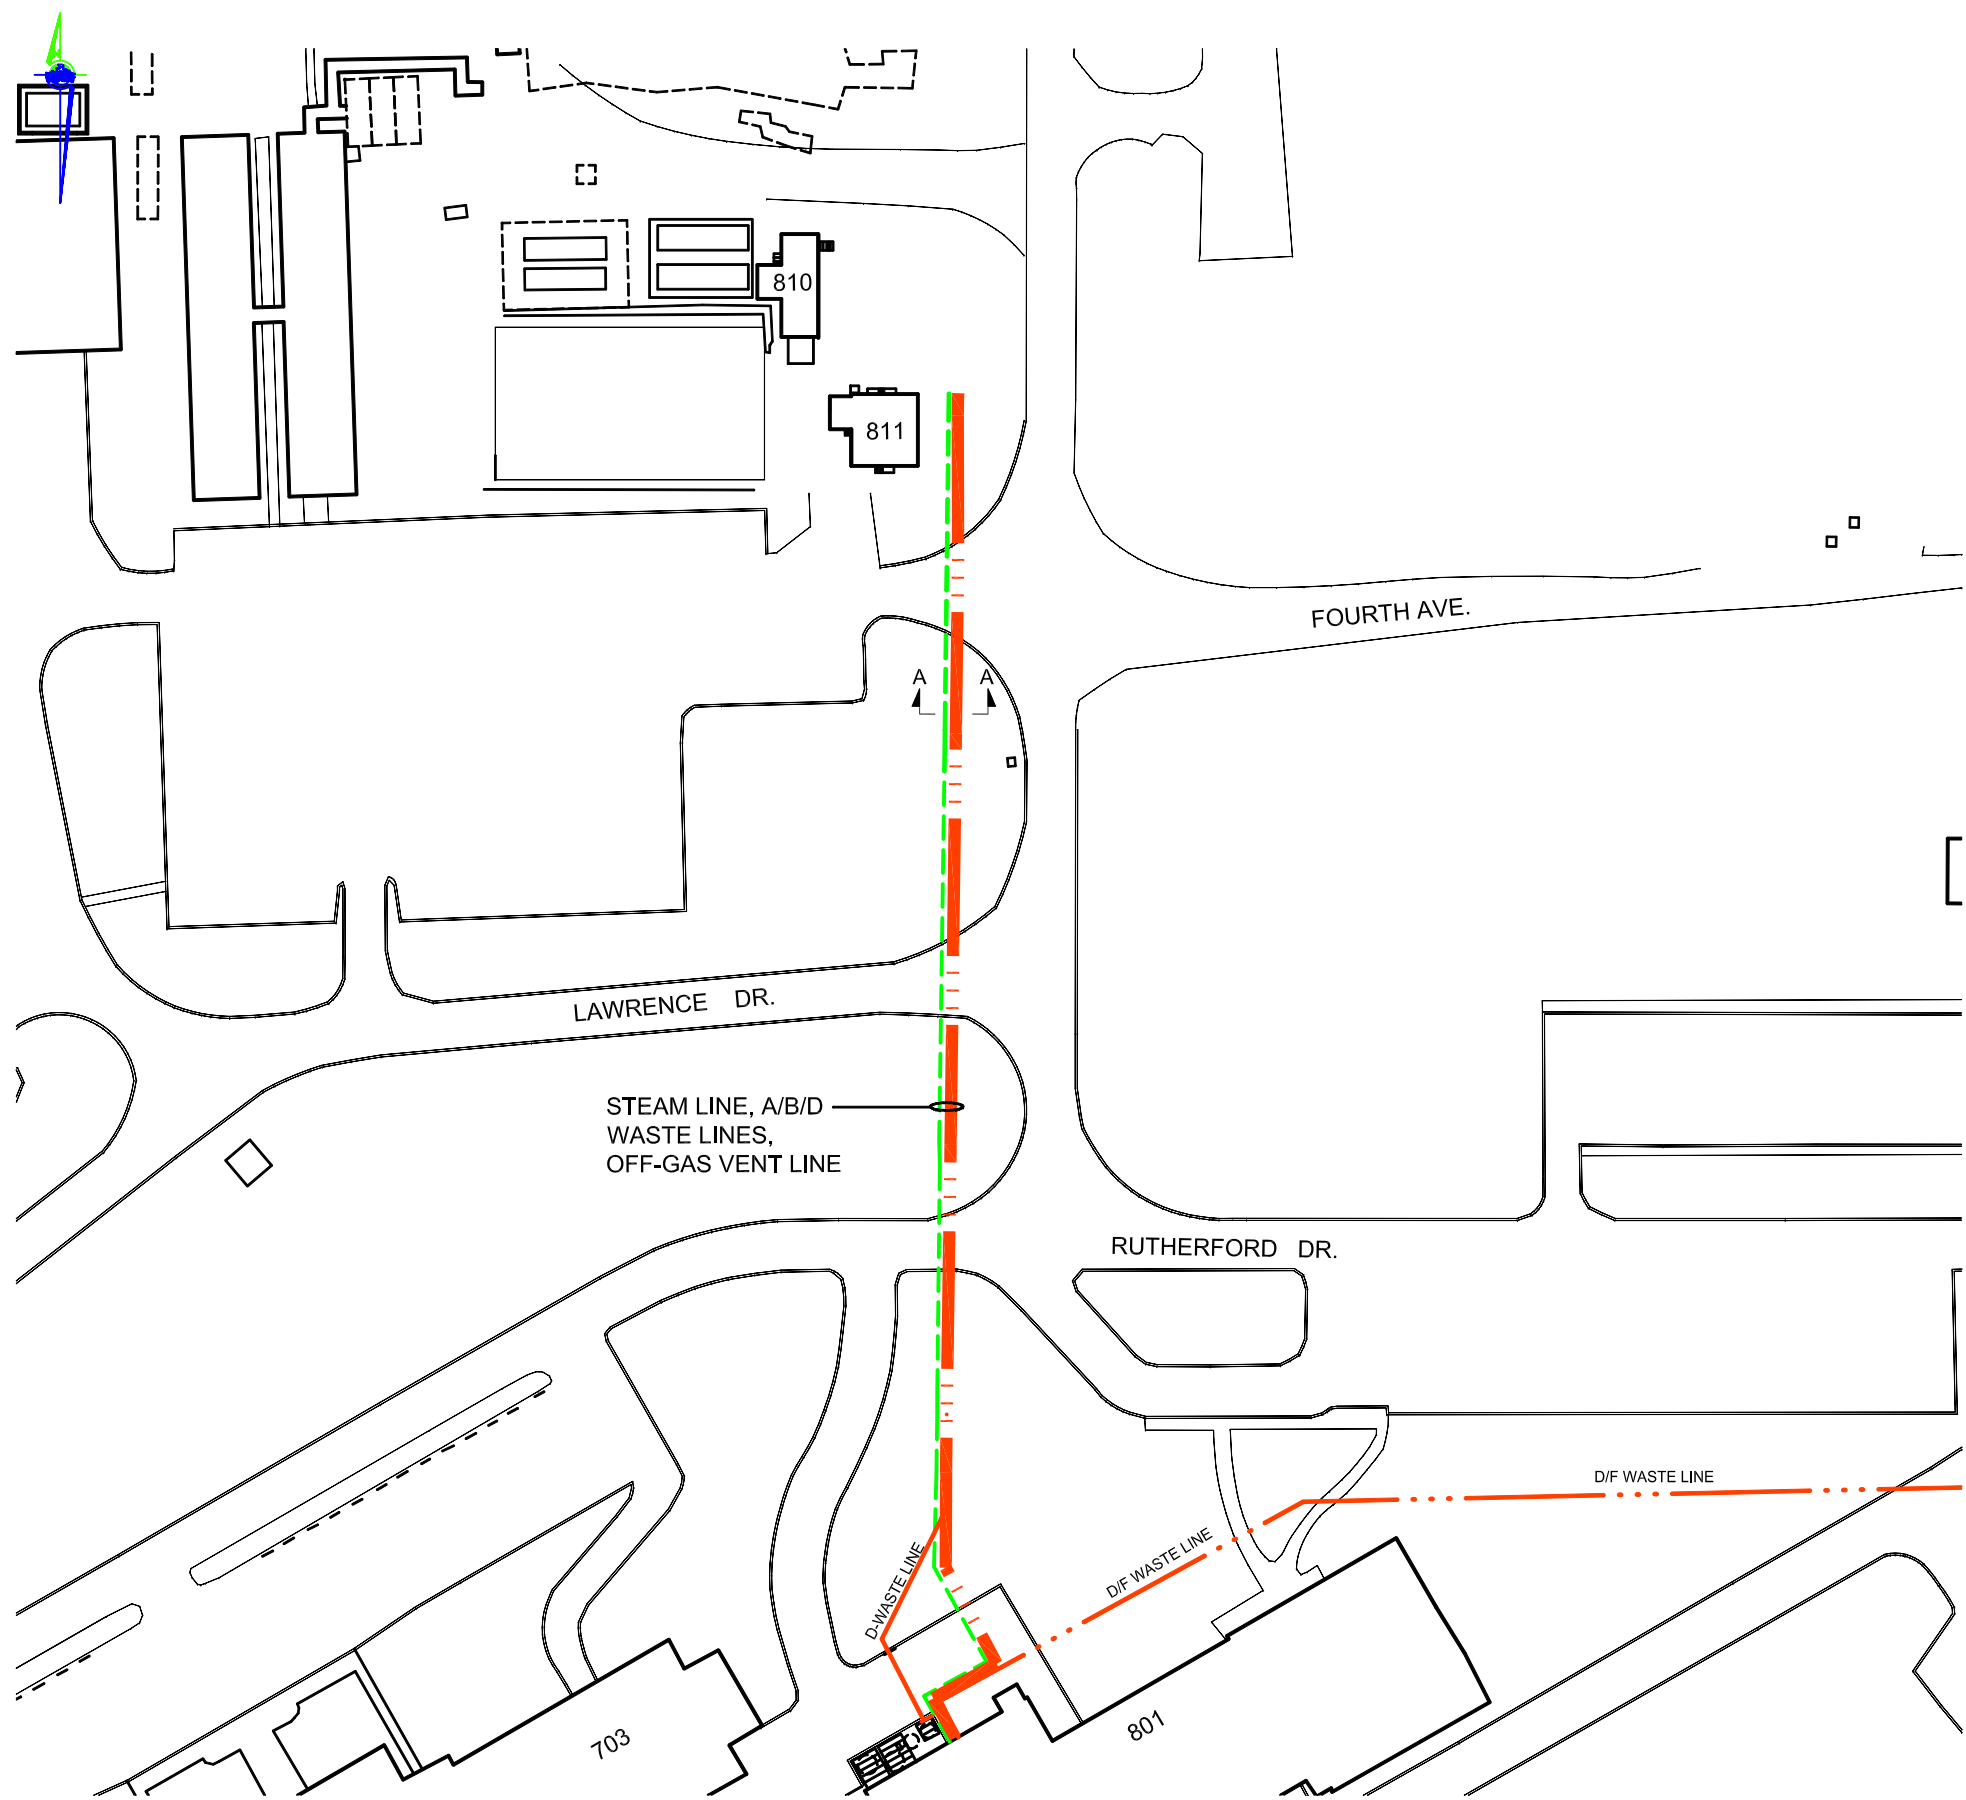 810
811
FOURTH AVE.
A A
LAWRENCE DR.
STEAM LINE, A/B/D
WASTE LINES,
OFF-GAS VENT LINE
RUTHERFORD DR.
D/F WASTE LINE
D/F WASTE LINE
D-WASTE LINE
703
801